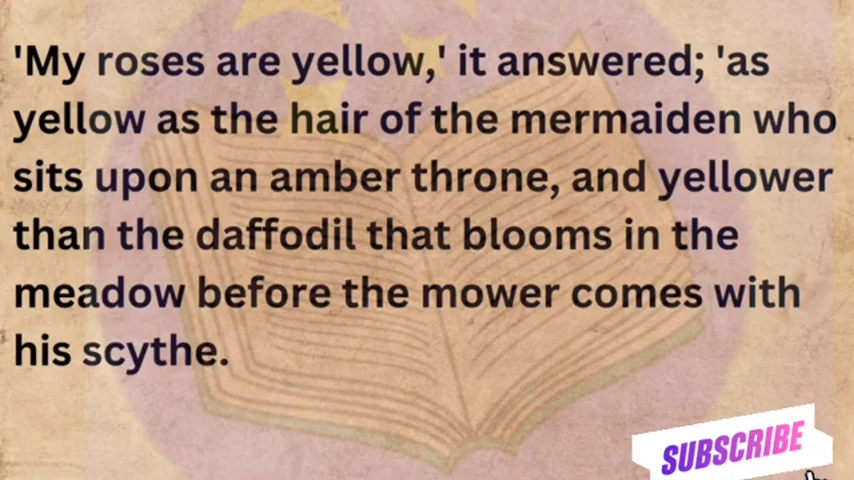 'My roses are yellow,' it answered; 'as
yellow as the hair of the mermaiden who
sits upon an amber throne, and yellower
than the daffodil that blooms in the
meadow before the mower comes with
his scythe.
SUBSCRIBE